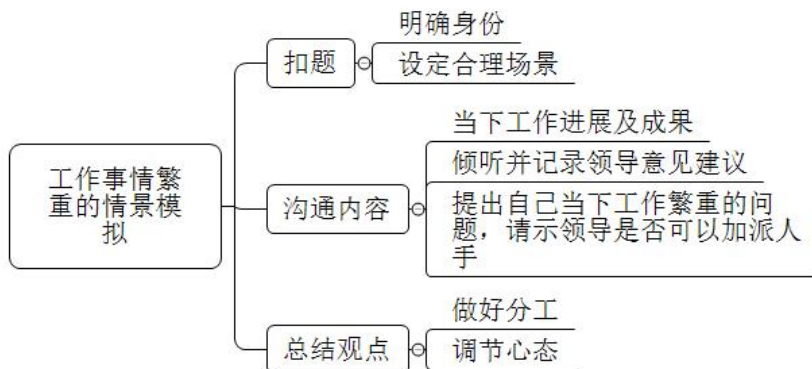 工作事情繁
重的情景模
拟
扣题
明确身份
设定合理场景
沟通内容
当下工作进展及成果
倾听并记录领导意见建议
提出自己当下工作繁重的问
题，请示领导是否可以加派人
手
总结观点
做好分工
调节心态